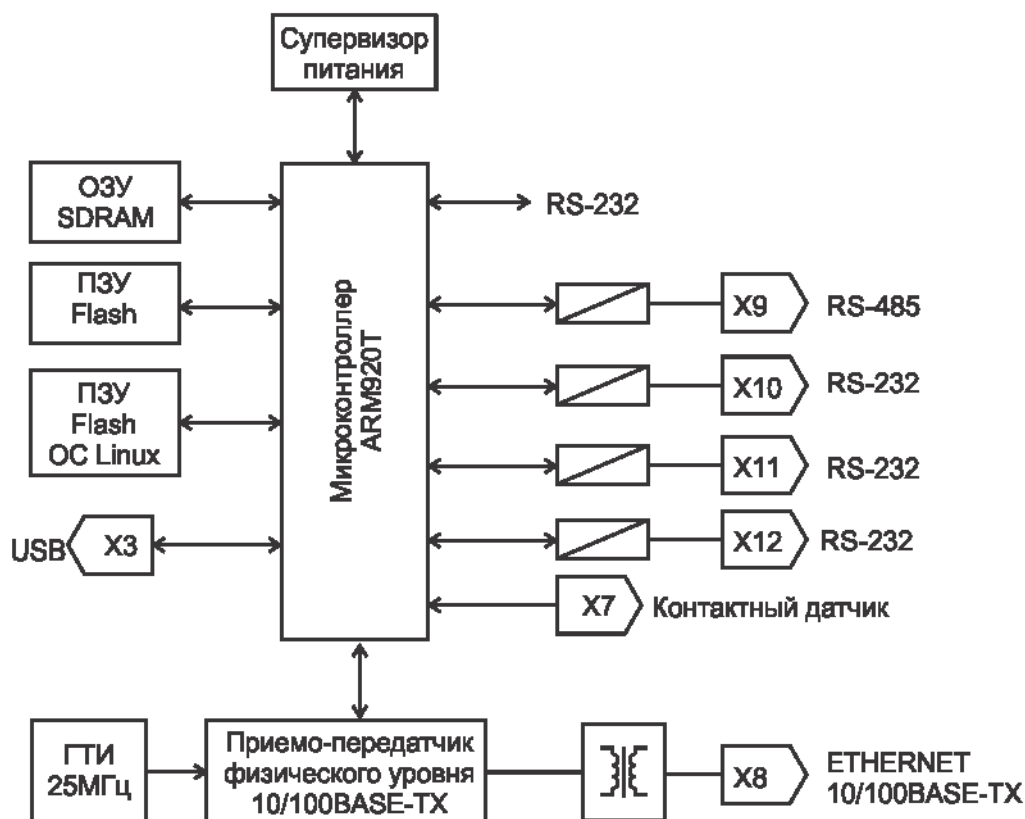 Супервизор
питания
ОЗУ
SDRAM
RS-232
ПЗУ
Flash
X9
RS-485
Микроконтроллер
ARM920T
ПЗУ
Flash
ОС Linux
X10
RS-232
X11
RS-232
USB
X3
X12
RS-232
X7
Контактный датчик
ГТИ
25МГц
Приемо-передатчик
физического уровня
10/100BASE-TX
X8
ETHERNET
10/100BASE-TX